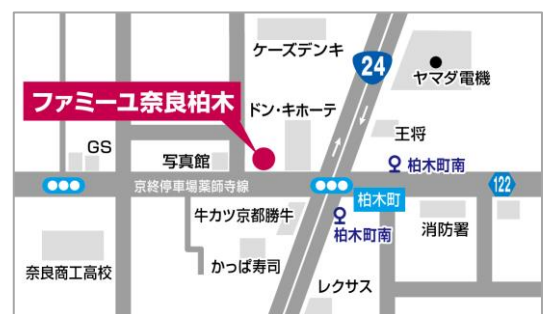 ケーズデンキ
24
ヤマダ電機
ファミーユ奈良柏木
ドン・キホーテ
王将
GS
写真館
柏木町南
京終停車場薬師寺線
柏木町
122
牛カツ京都勝牛
柏木町南
消防署
奈良商工高校
かっぱ寿司
レクサス